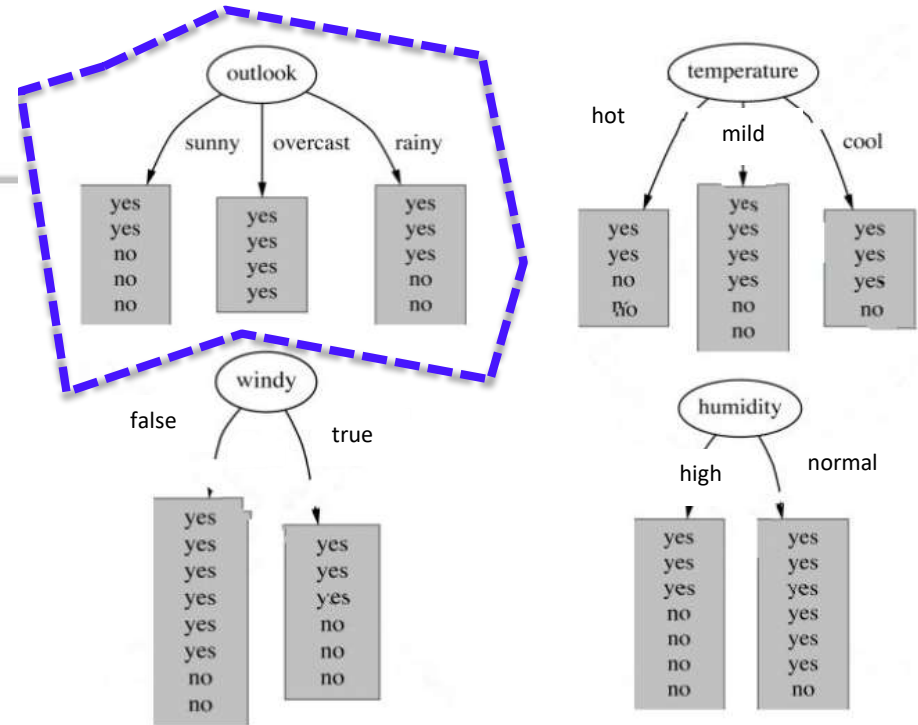 outlook
sunny overcast rainy
yes
yes
no
no
no
yes
yes
yes
yes
yes
yes
yes
no
no
temperature
hot
mild
cool
yes
yes
no
no
yes
yes
yes
yes
no
no
yes
yes
yes
no
windy
false
true
yes
yes
yes
yes
yes
yes
no
no
yes
yes
yes
no
no
no
humidity
high
normal
yes
yes
yes
no
no
no
no
yes
yes
yes
yes
yes
yes
no